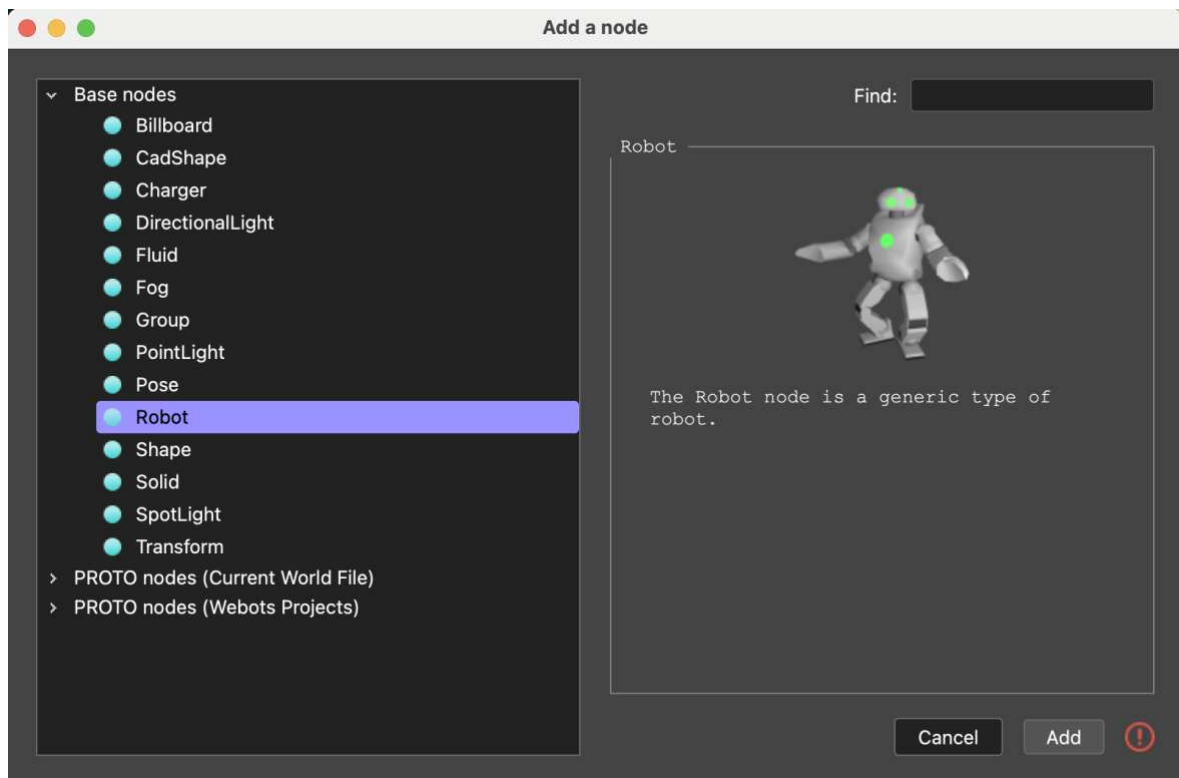 Add a node
Base nodes
Billboard
CadShape
Charger
DirectionalLight
Fluid
Fog
Group
PointLight
Pose
Robot
Shape
Solid
SpotLight
Transform
PROTO nodes (Current World File)
PROTO nodes (Webots Projects)
Find:
Robot
The Robot node is a generic type of
robot.
Cancel
Add